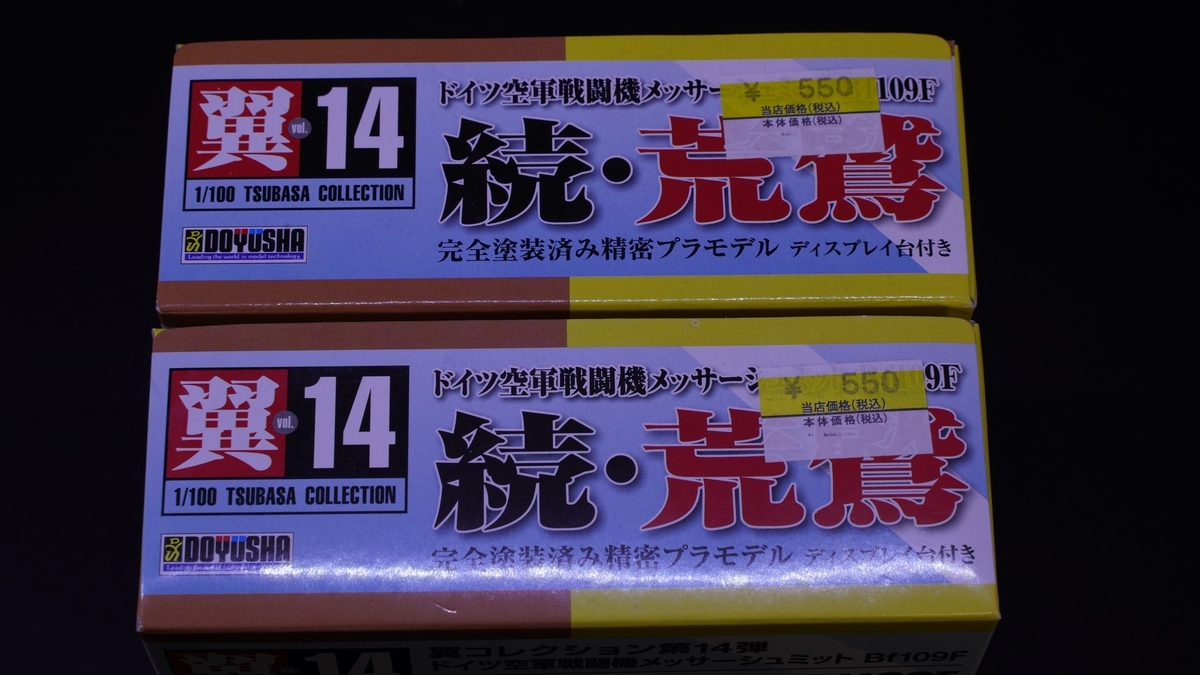 翼 vol. 14
1/100 TSUBASA COLLECTION
DOYUSHA
Leading the world in model technology.
ドイツ空軍戦闘機メッサー 109F
¥ 550
当店価格(税込)
本体価格(税込)
続・荒鷲
完全塗装済み精密プラモデル ディスプレイ台付き
翼 vol. 14
1/100 TSUBASA COLLECTION
DOYUSHA
ドイツ空軍戦闘機メッサーシ 9F
¥ 550
当店価格(税込)
本体価格(税込)
続・荒鷲
完全塗装済み精密プラモデル ディスプレイ台付き
翼 14
翼コレクション第14弾
ドイツ空軍戦闘機メッサーシュミット Bf109F